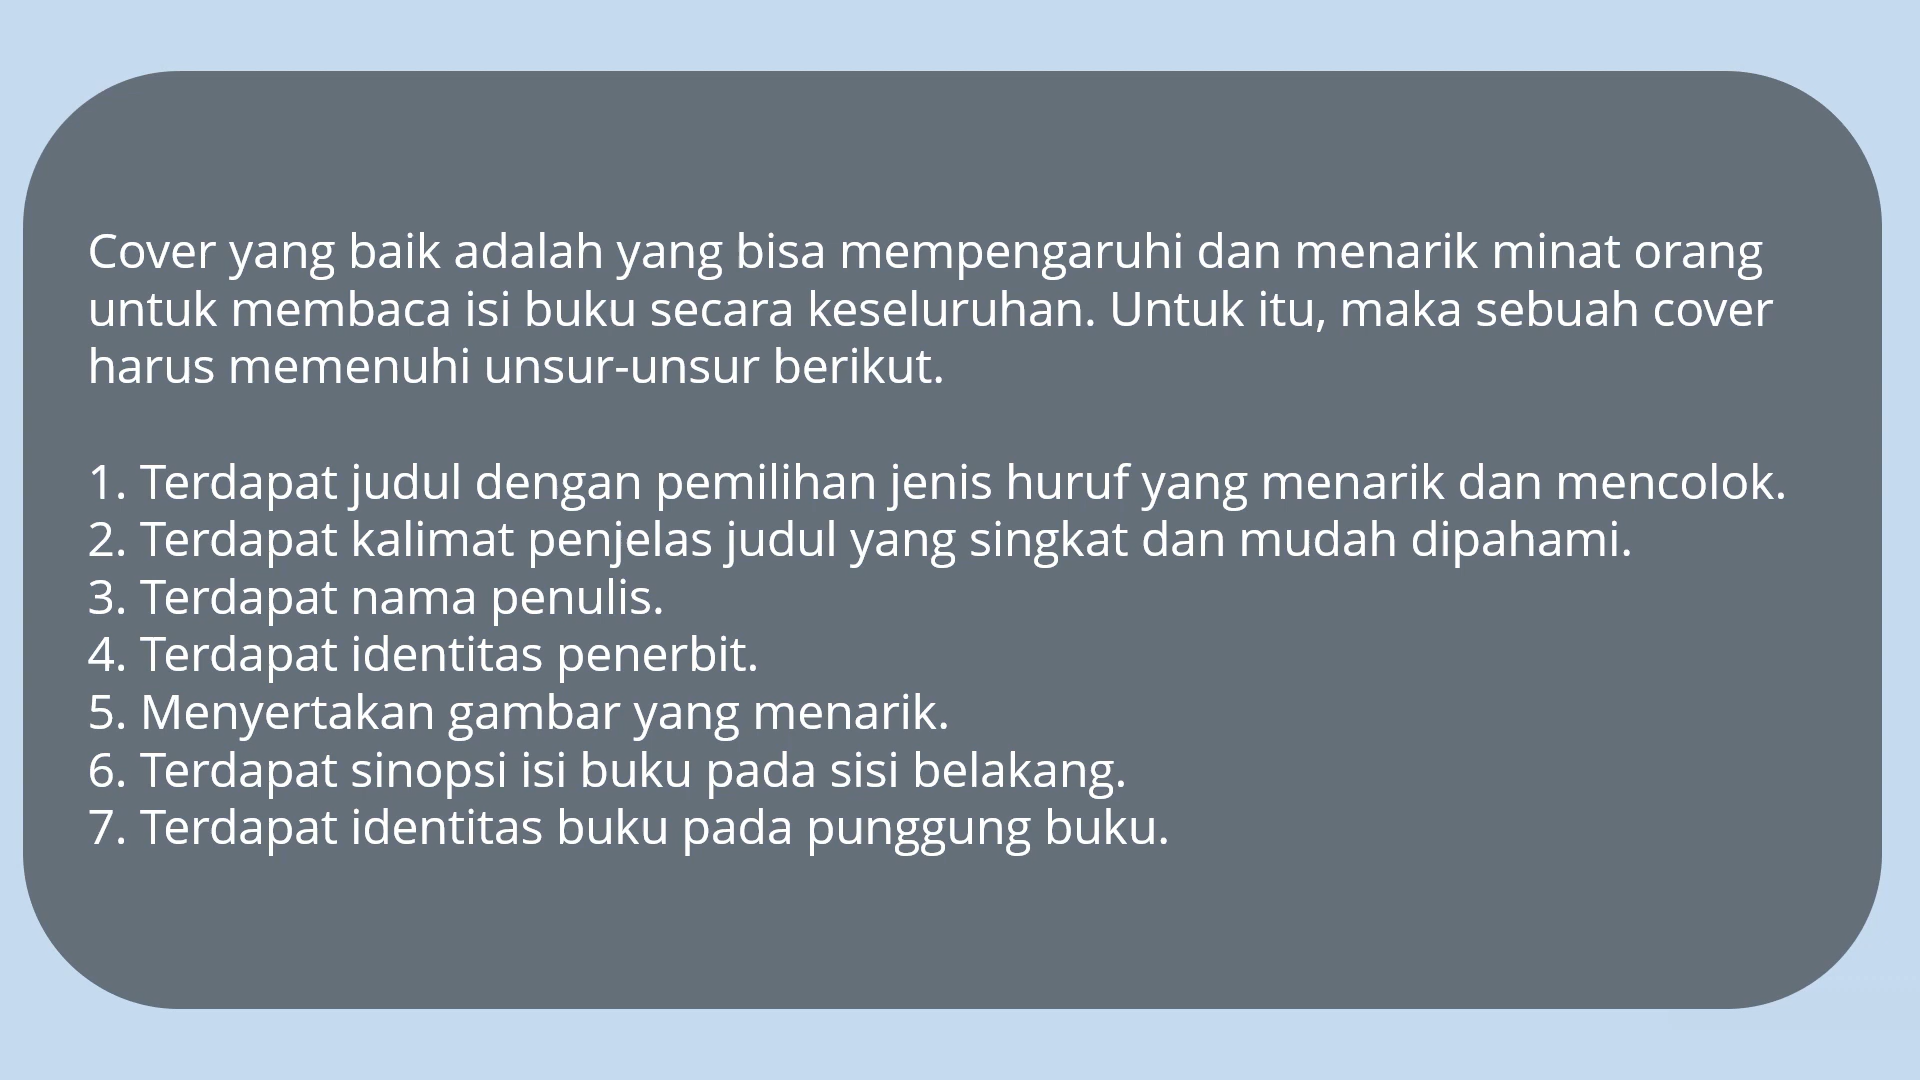 Cover yang baik adalah yang bisa mempengaruhi dan menarik minat orang
untuk membaca isi buku secara keseluruhan. Untuk itu, maka sebuah cover
harus memenuhi unsur-unsur berikut.
1. Terdapat judul dengan pemilihan jenis huruf yang menarik dan mencolok.
2. Terdapat kalimat penjelas judul yang singkat dan mudah dipahami.
3. Terdapat nama penulis.
4. Terdapat identitas penerbit.
5. Menyertakan gambar yang menarik.
6. Terdapat sinopsi isi buku pada sisi belakang.
7. Terdapat identitas buku pada punggung buku.